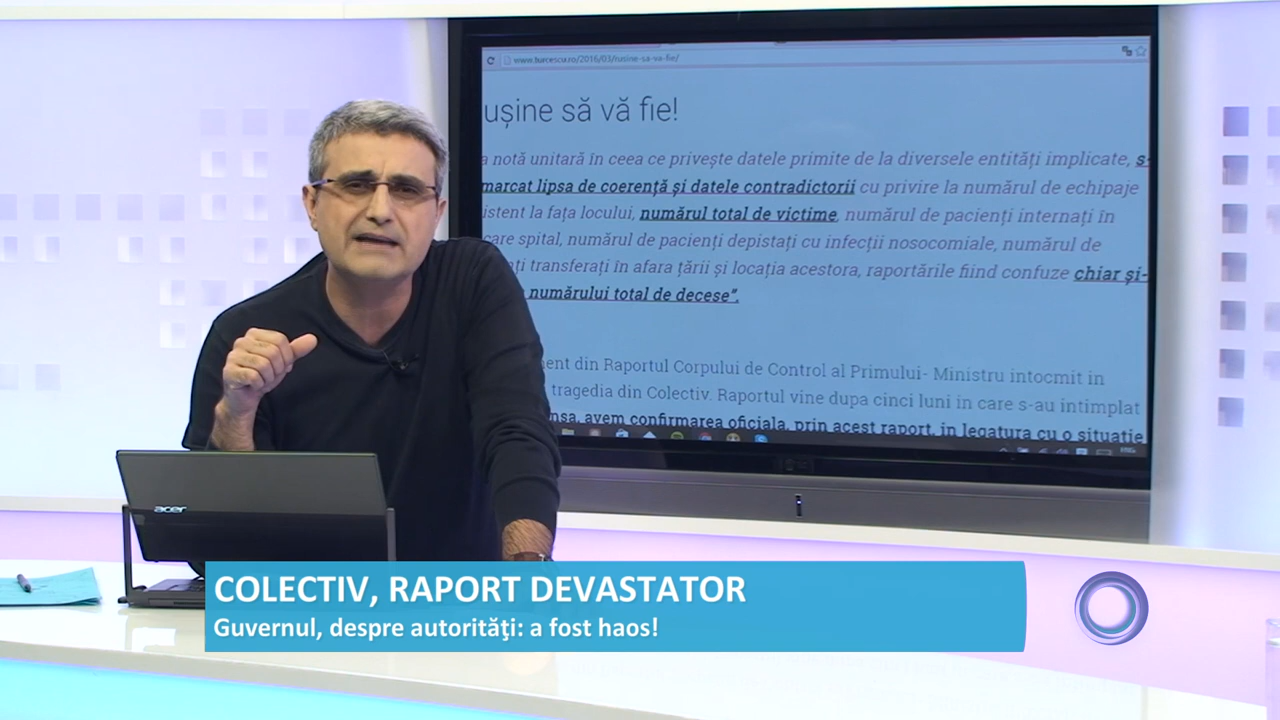 www.turcescu.ro/2016/03/rusine-sa-va-fie/
ușine să vă fie!
a notă unitară în ceea ce privește datele primite de la diversele entități implicate, s-
marcat lipsa de coerență și datele contradictorii cu privire la numărul de echipaje
istent la fața locului, numărul total de victime, numărul de pacienți internați în
care spital, numărul de pacienți depistați cu infecții nosocomiale, numărul de
nți transferați în afara țării și locația acestora, raportările fiind confuze chiar și-
numărului total de decese”.
ent din Raportul Corpului de Control al Primului- Ministru intocmit in
tragedia din Colectiv. Raportul vine dupa cinci luni in care s-au intimplat
nsa, avem confirmarea oficiala, prin acest raport, in legatura cu o situatie
acer
COLECTIV, RAPORT DEVASTATOR
Guvernul, despre autorităţi: a fost haos!